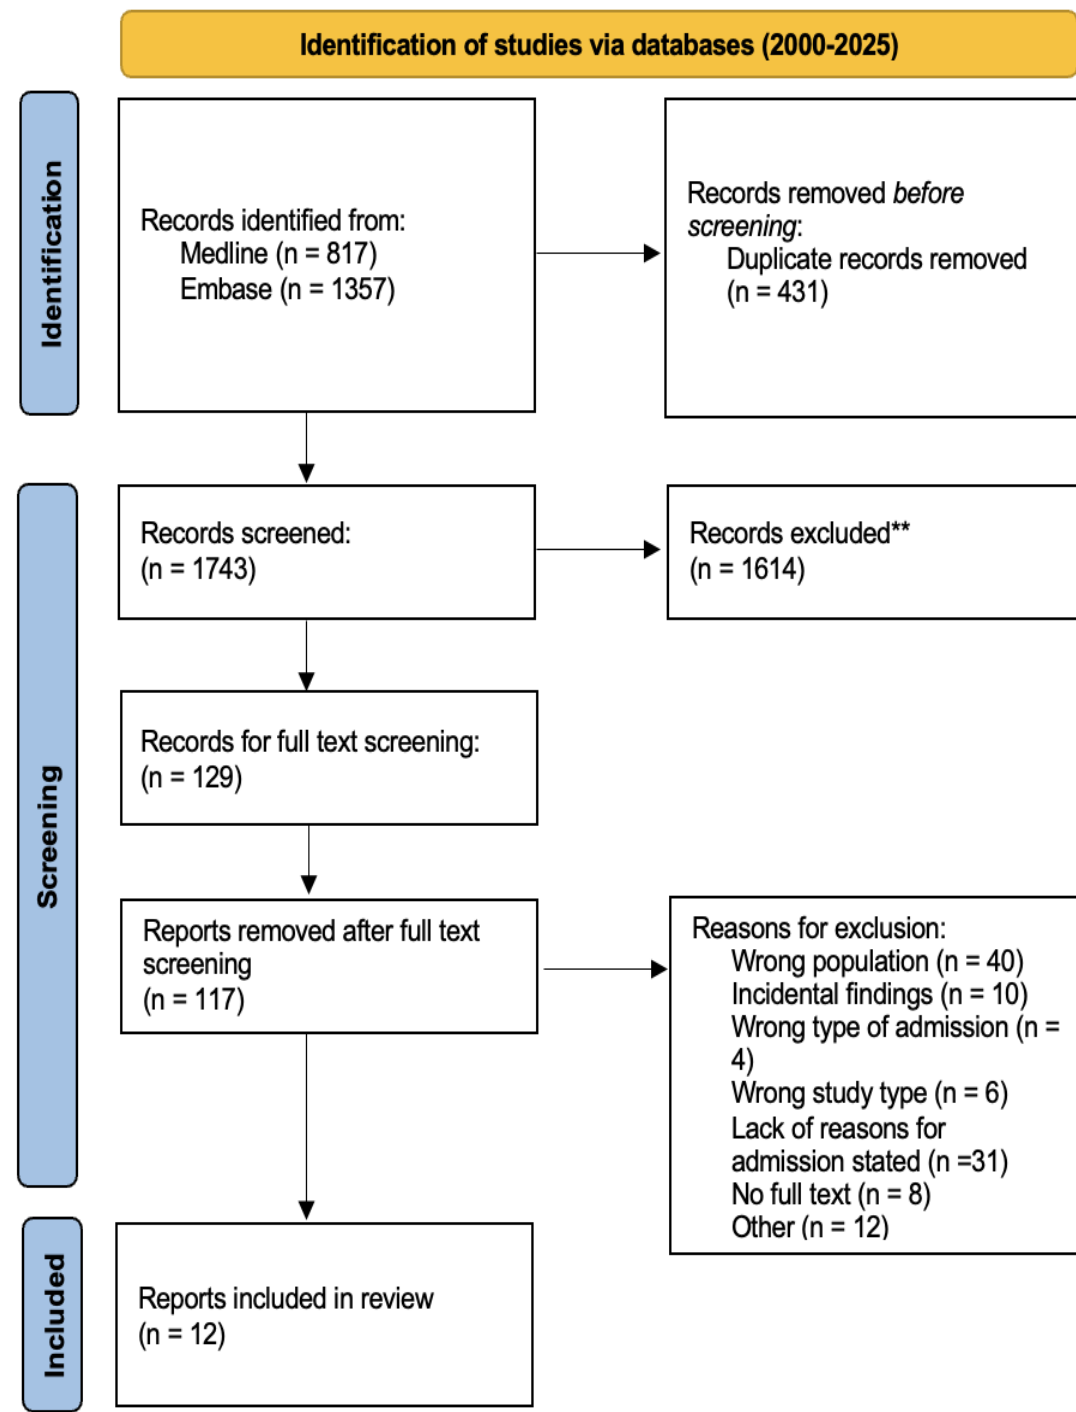 Identification of studies via databases (2000-2025)
Identification
Records identified from:
Medline (n = 817)
Embase (n = 1357)
Records removed before
screening:
Duplicate records removed
(n = 431)
Screening
Records screened:
(n = 1743)
Records excluded**
(n = 1614)
Records for full text screening:
(n = 129)
Reports removed after full text
screening
(n = 117)
Reasons for exclusion:
Wrong population (n = 40)
Incidental findings (n = 10)
Wrong type of admission (n =
4)
Wrong study type (n = 6)
Lack of reasons for
admission stated (n =31)
No full text (n = 8)
Other (n = 12)
Included
Reports included in review
(n = 12)